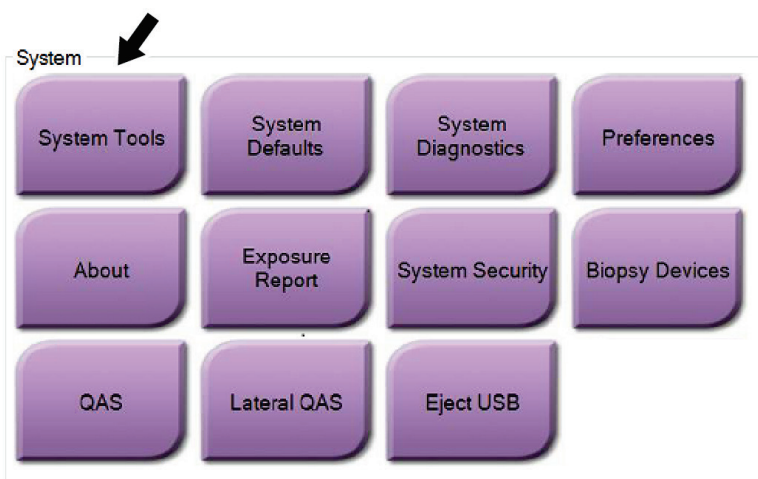 System
System Tools
System
Defaults
System
Diagnostics
Preferences
About
Exposure
Report
System Security
Biopsy Devices
QAS
Lateral QAS
Eject USB